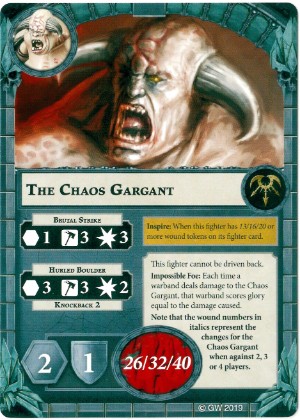 THE CHAOS GARGANT
BRUTAL STRIKE
1 3 3
HURLED BOULDER
3 3 2
KNOCKBACK 2
Inspire: When this fighter has 13/16/20 or
more wound tokens on its fighter card.
This fighter cannot be driven back.
Impossible Foe: Each time a
warband deals damage to the Chaos
Gargant, that warband scores glory
equal to the damage caused.
Note that the wound numbers in
italics represent the
changes for the
Chaos Gargant
when against 2, 3
or 4 players.
2 1 26/32/40
© GW 2019